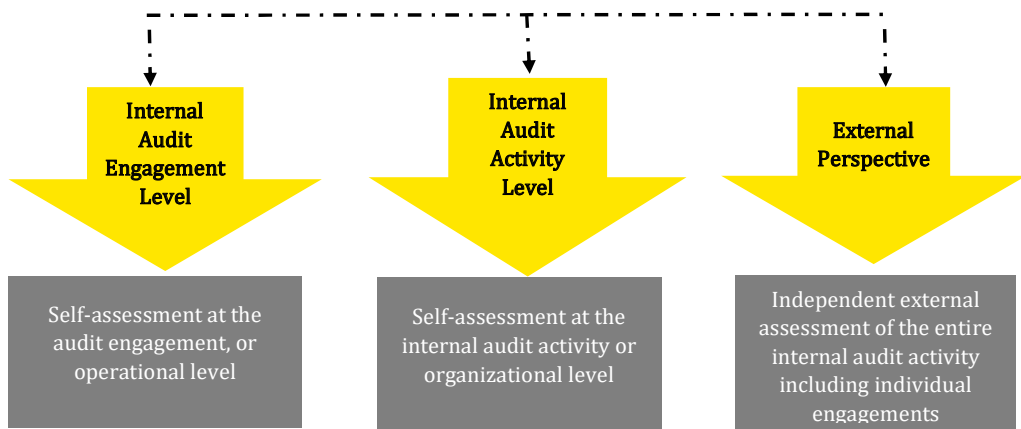 Internal
Audit
Engagement
Level
Internal
Audit
Activity
Level
External
Perspective
Self-assessment at the
audit engagement, or
operational level
Self-assessment at the
internal audit activity or
organizational level
Independent external
assessment of the entire
internal audit activity
including individual
engagements